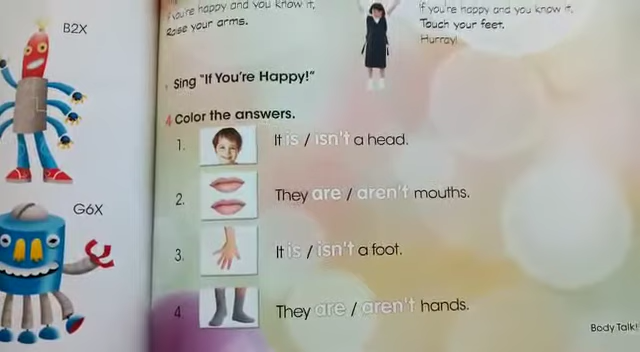 B2X
G6X
If you're happy and you know it,
Raise your arms.
If you're happy and you know it,
Touch your feet.
Hurray!
Sing "If You're Happy!"
4 Color the answers.
1. It is / isn't a head.
2. They are / aren't mouths.
3. It is / isn't a foot.
4 They are / aren't hands.
Body Talk!